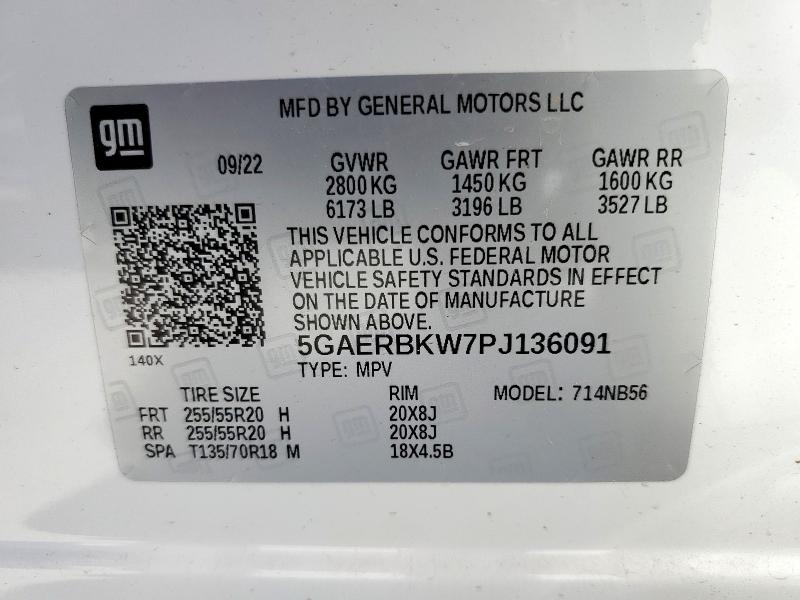 gm
MFD BY GENERAL MOTORS LLC
09/22 GVWR GAWR FRT GAWR RR
2800 KG 1450 KG 1600 KG
6173 LB 3196 LB 3527 LB
THIS VEHICLE CONFORMS TO ALL
APPLICABLE U.S. FEDERAL MOTOR
VEHICLE SAFETY STANDARDS IN EFFECT
ON THE DATE OF MANUFACTURE
SHOWN ABOVE.
5GAERBKW7PJ136091
140X
TYPE: MPV
TIRE SIZE RIM MODEL: 714NB56
FRT 255/55R20 H 20X8J
RR 255/55R20 H 20X8J
SPA T135/70R18 M 18X4.5B